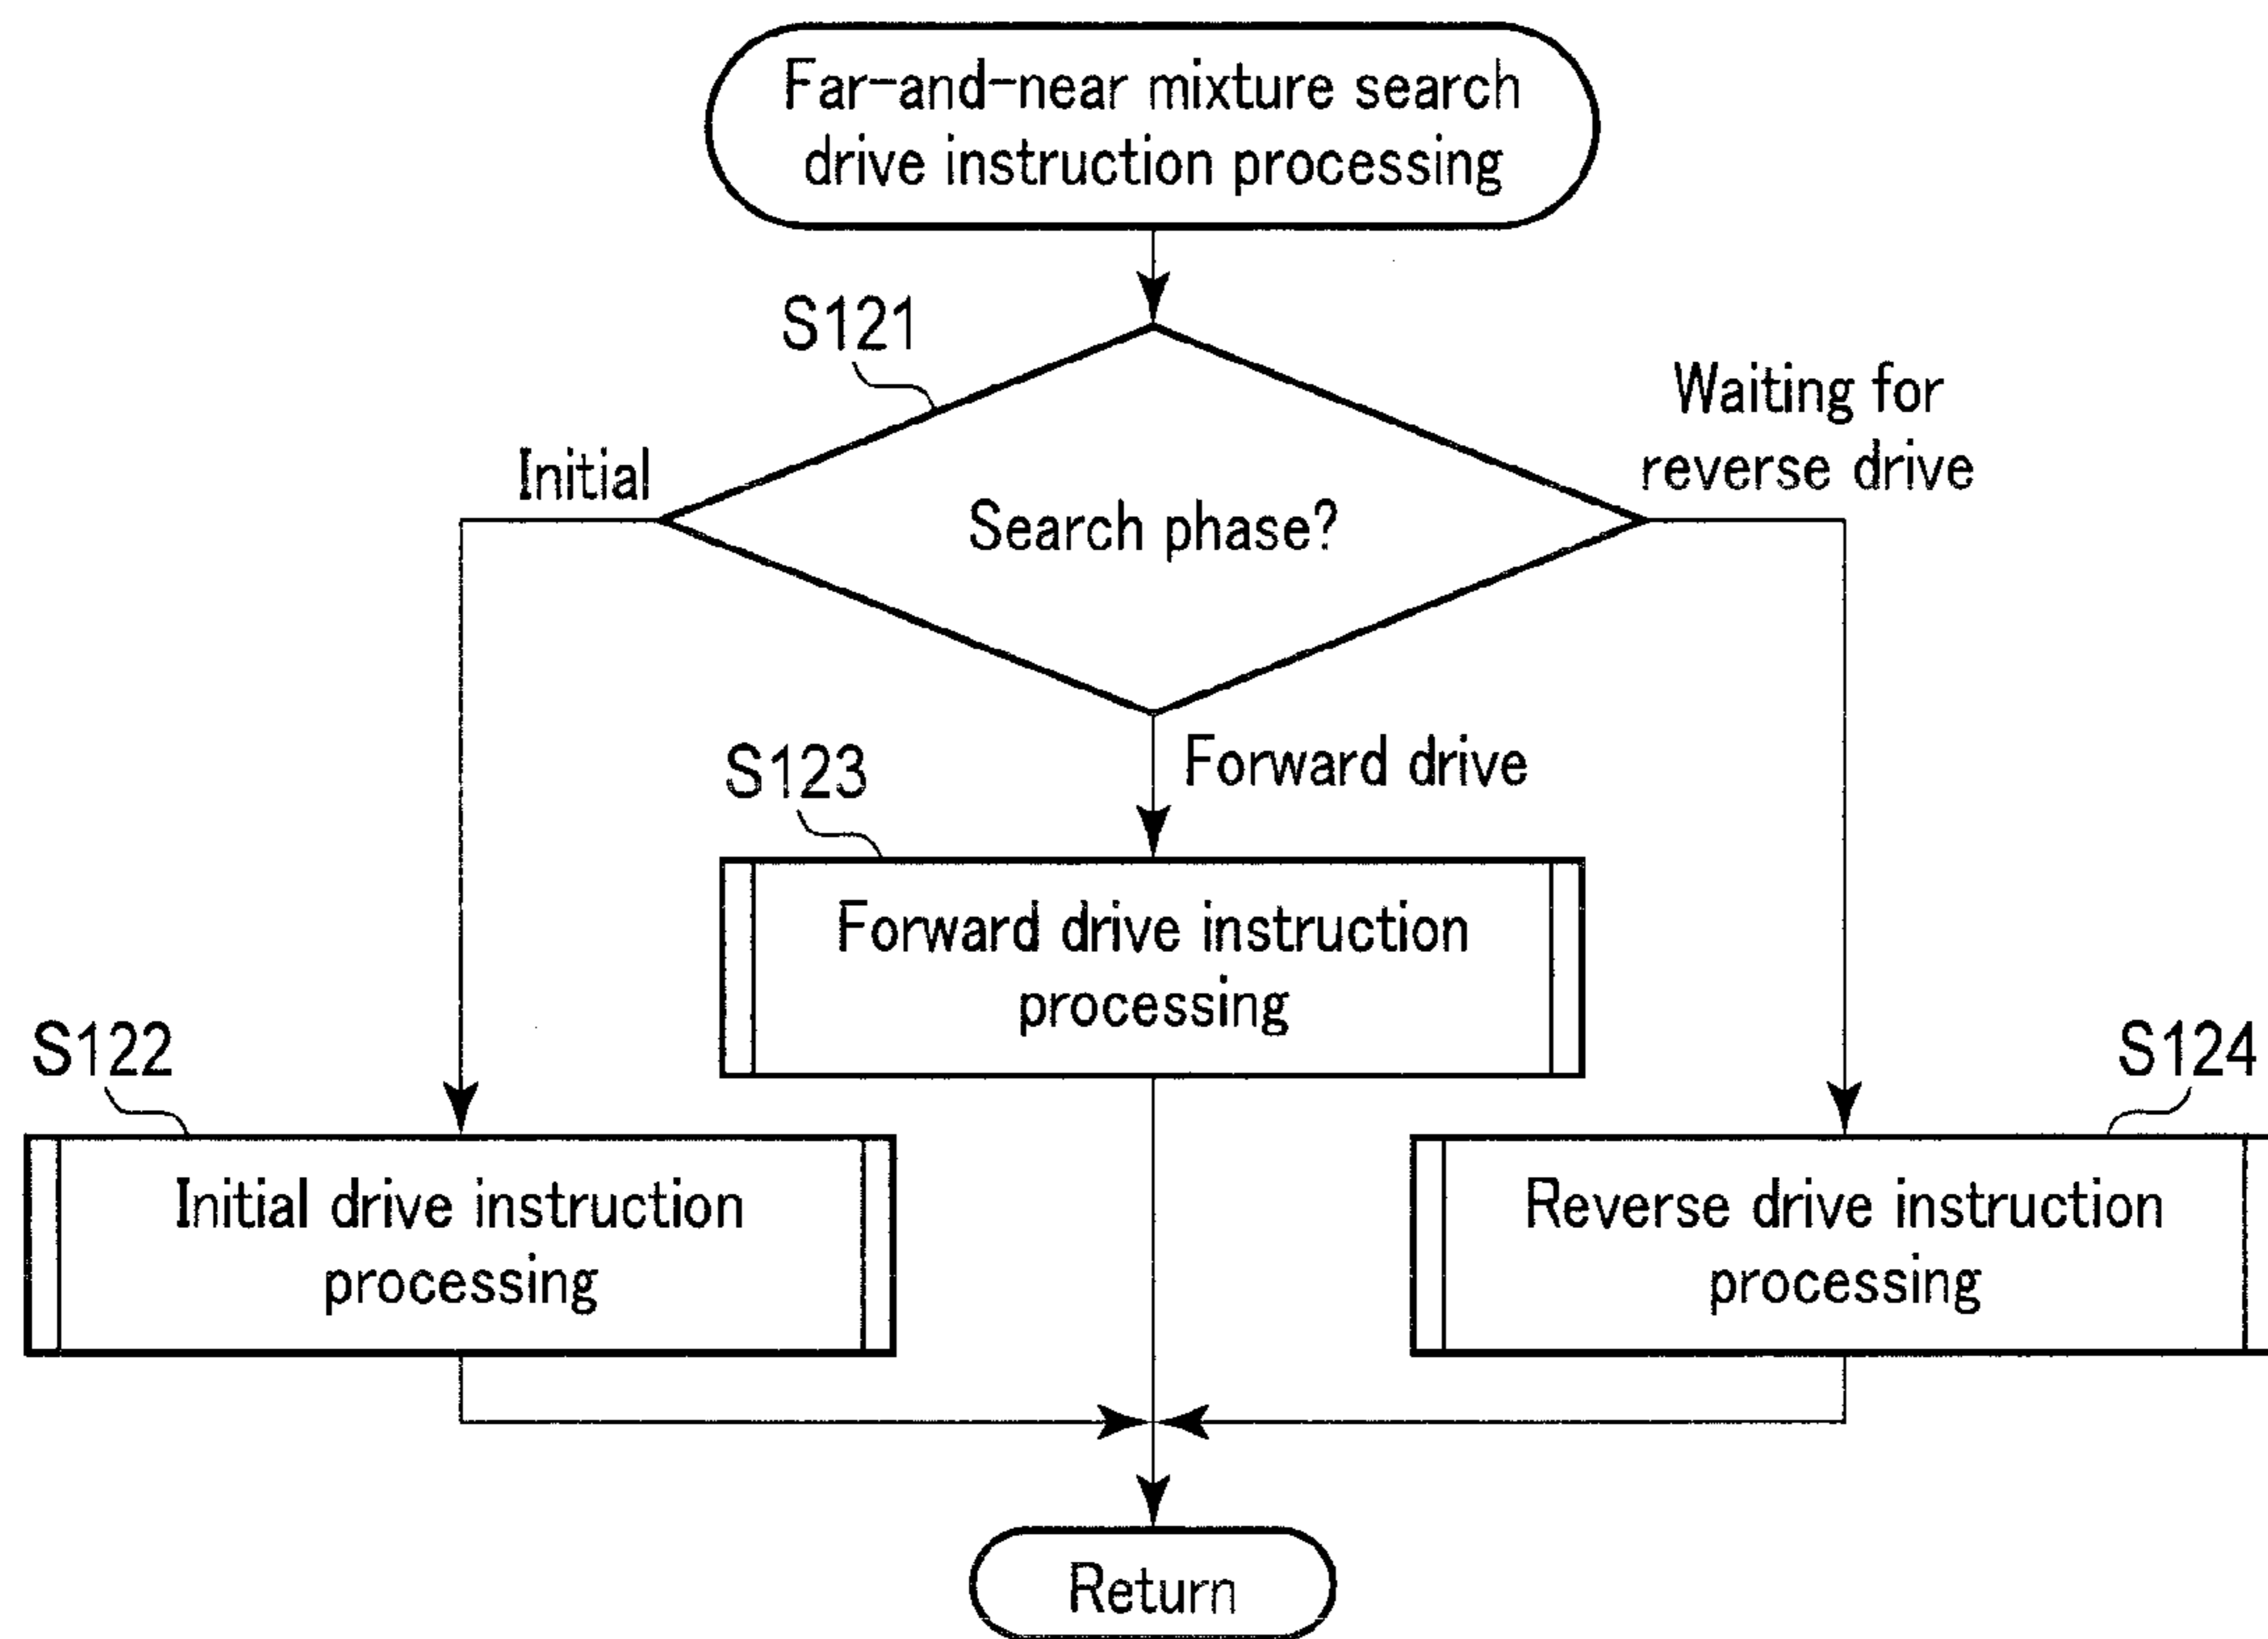 Far-and-near mixture search
drive instruction processing
S121
Waiting for
reverse drive
Initial
Search phase?
Forward drive
S123
Forward drive instruction
processing
S122
S124
Initial drive instruction
processing
Reverse drive instruction
processing
Return